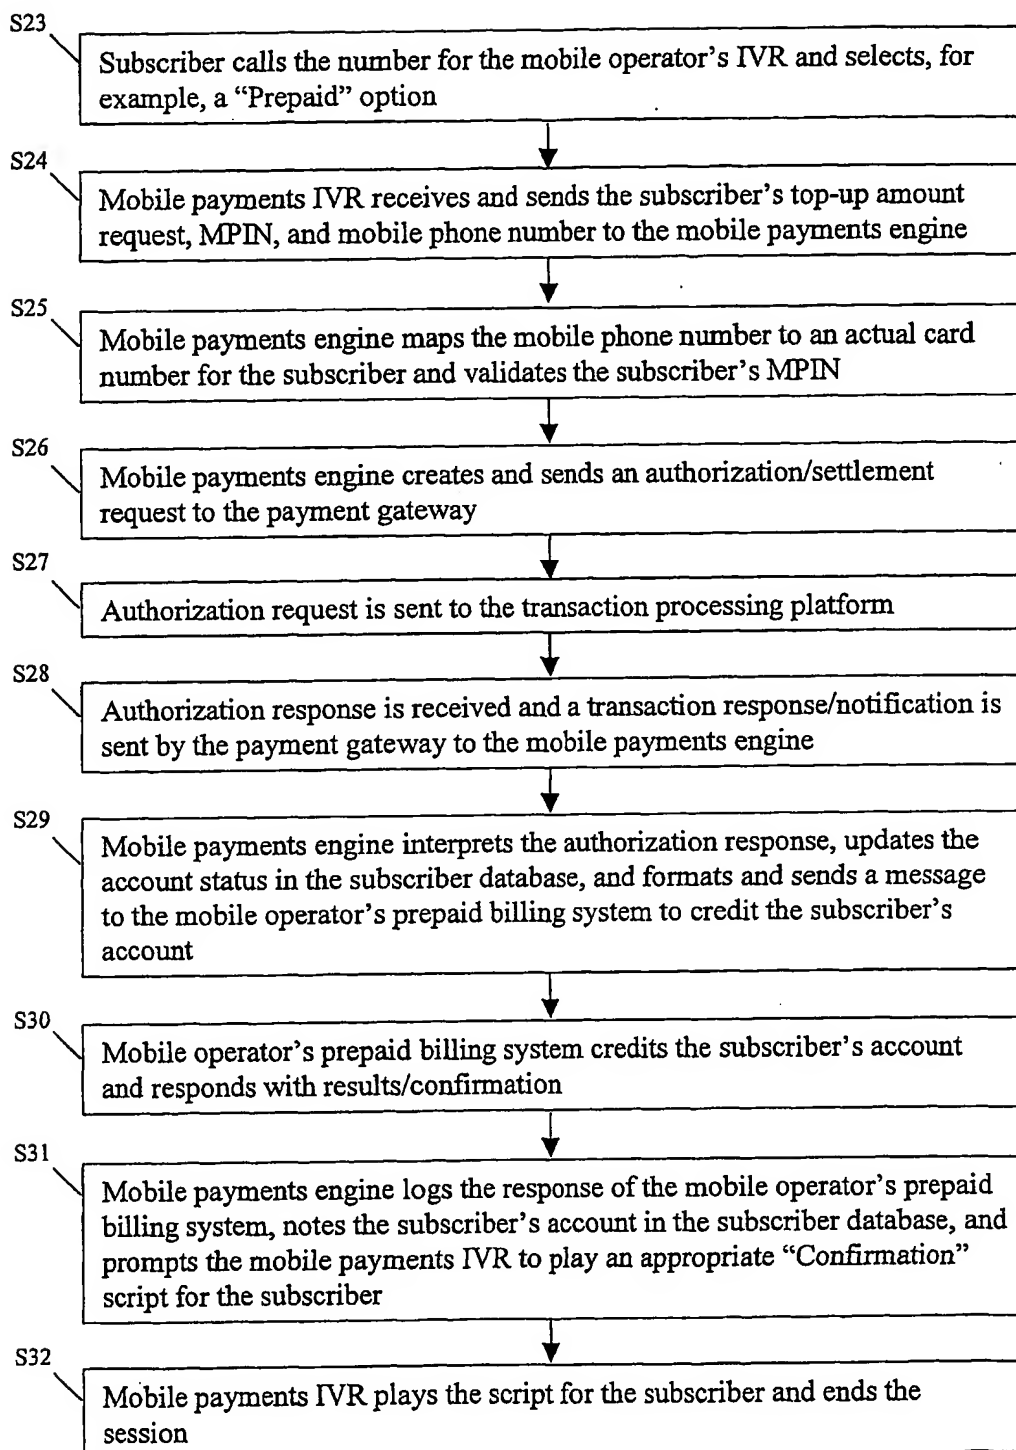 S23
Subscriber calls the number for the mobile operator's IVR and selects, for
example, a “Prepaid” option
S24
Mobile payments IVR receives and sends the subscriber's top-up amount
request, MPIN, and mobile phone number to the mobile payments engine
S25
Mobile payments engine maps the mobile phone number to an actual card
number for the subscriber and validates the subscriber's MPIN
S26
Mobile payments engine creates and sends an authorization/settlement
request to the payment gateway
S27
Authorization request is sent to the transaction processing platform
S28
Authorization response is received and a transaction response/notification is
sent by the payment gateway to the mobile payments engine
S29
Mobile payments engine interprets the authorization response, updates the
account status in the subscriber database, and formats and sends a message
to the mobile operator's prepaid billing system to credit the subscriber's
account
S30
Mobile operator's prepaid billing system credits the subscriber's account
and responds with results/confirmation
S31
Mobile payments engine logs the response of the mobile operator's prepaid
billing system, notes the subscriber's account in the subscriber database, and
prompts the mobile payments IVR to play an appropriate “Confirmation”
script for the subscriber
S32
Mobile payments IVR plays the script for the subscriber and ends the
session